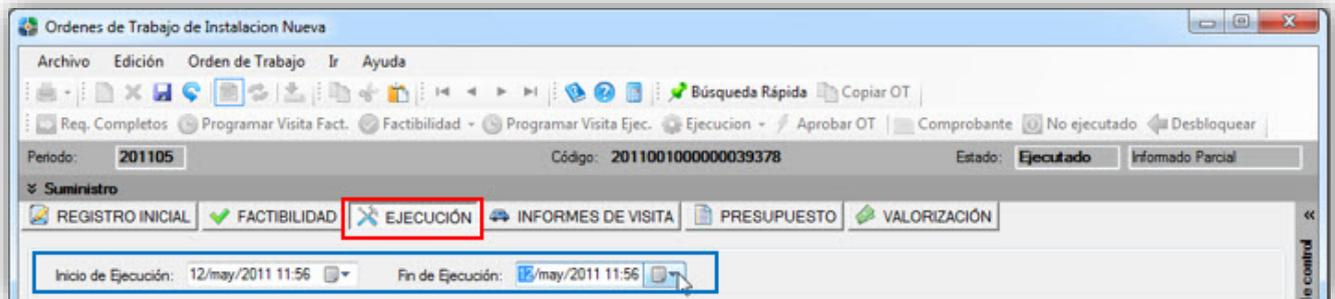 Ordenes de Trabajo de Instalacion Nueva
Archivo Edición Orden de Trabajo Ir Ayuda
Búsqueda Rápida Copiar OT
Req. Completos Programar Visita Fact. Factibilidad Programar Visita Ejec. Ejecucion Aprobar OT Comprobante No ejecutado Desbloquear
Periodo: 201105 Código: 2011001000000039378 Estado: Ejecutado Informado Parcial
Suministro
REGISTRO INICIAL FACTIBILIDAD EJECUCIÓN INFORMES DE VISITA PRESUPUESTO VALORIZACIÓN
Inicio de Ejecución: 12/may/2011 11:56 Fin de Ejecución: 12/may/2011 11:56
e control